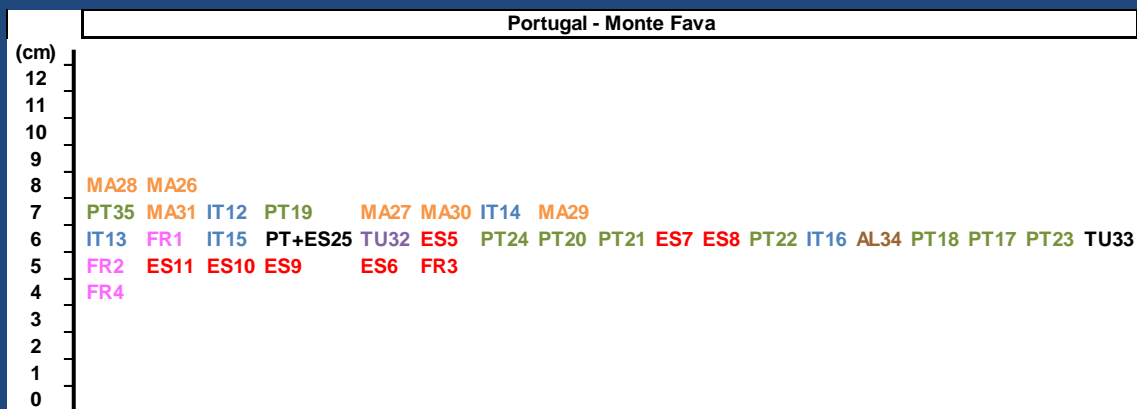 Portugal - Monte Fava
(cm)
12
11
10
9
8 MA28 MA26
7 PT35 MA31 IT12 PT19 MA27 MA30 IT14 MA29
6 IT13 FR1 IT15 PT+ES25 TU32 ES5 PT24 PT20 PT21 ES7 ES8 PT22 IT16 AL34 PT18 PT17 PT23 TU33
5 FR2 ES11 ES10 ES9 ES6 FR3
4 FR4
3
2
1
0